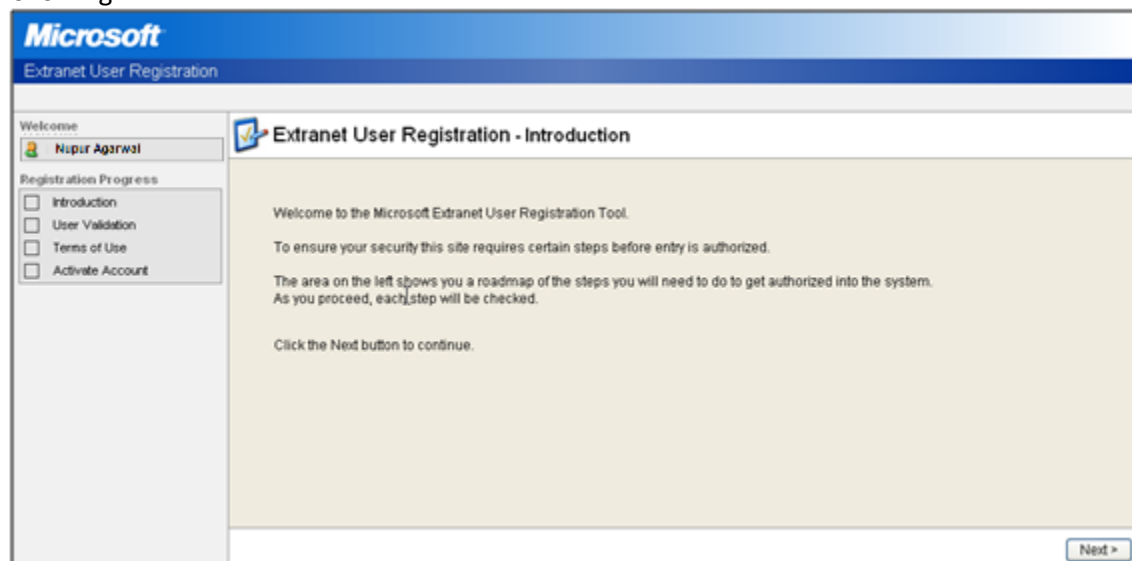 Microsoft
Extranet User Registration
Welcome
Nupur Agarwal
Registration Progress
Introduction
User Validation
Terms of Use
Activate Account
Extranet User Registration - Introduction
Welcome to the Microsoft Extranet User Registration Tool.
To ensure your security this site requires certain steps before entry is authorized.
The area on the left shows you a roadmap of the steps you will need to do to get authorized into the system.
As you proceed, each step will be checked.
Click the Next button to continue.
Next >